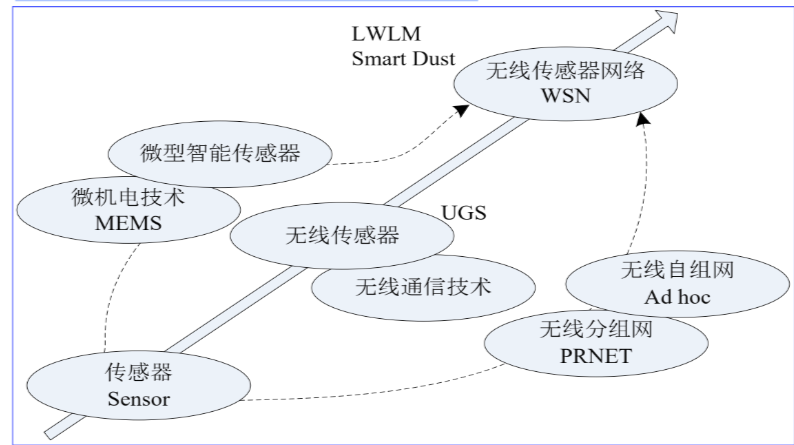 LWLM
Smart Dust
无线传感器网络
WSN
微型智能传感器
微机电技术
MEMS
UGS
无线传感器
无线通信技术
无线自组网
Ad hoc
无线分组网
PRNET
传感器
Sensor